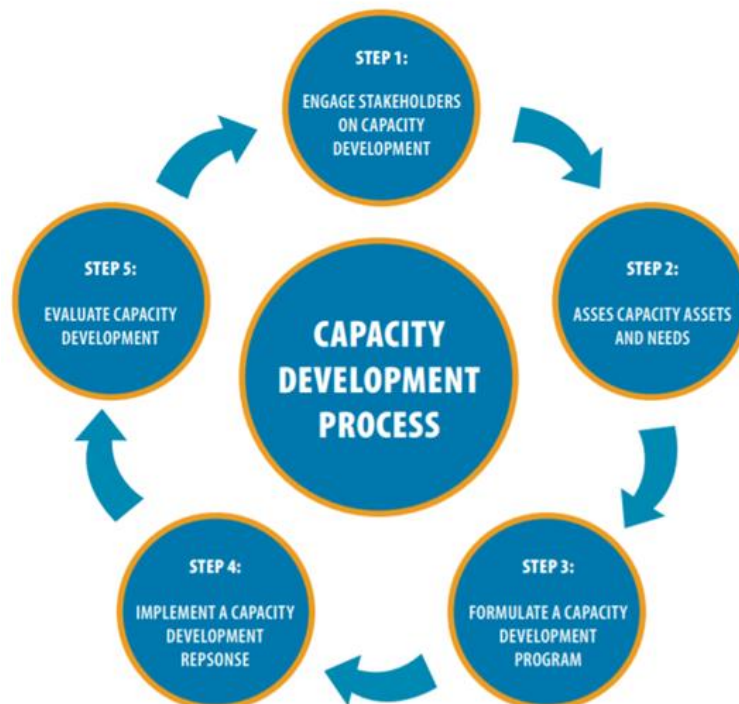 STEP 1:
ENGAGE STAKEHOLDERS
ON CAPACITY
DEVELOPMENT
STEP 2:
ASSES CAPACITY ASSETS
AND NEEDS
STEP 3:
FORMULATE A CAPACITY
DEVELOPMENT
PROGRAM
STEP 4:
IMPLEMENT A CAPACITY
DEVELOPMENT
REPSONSE
STEP 5:
EVALUATE CAPACITY
DEVELOPMENT
CAPACITY
DEVELOPMENT
PROCESS